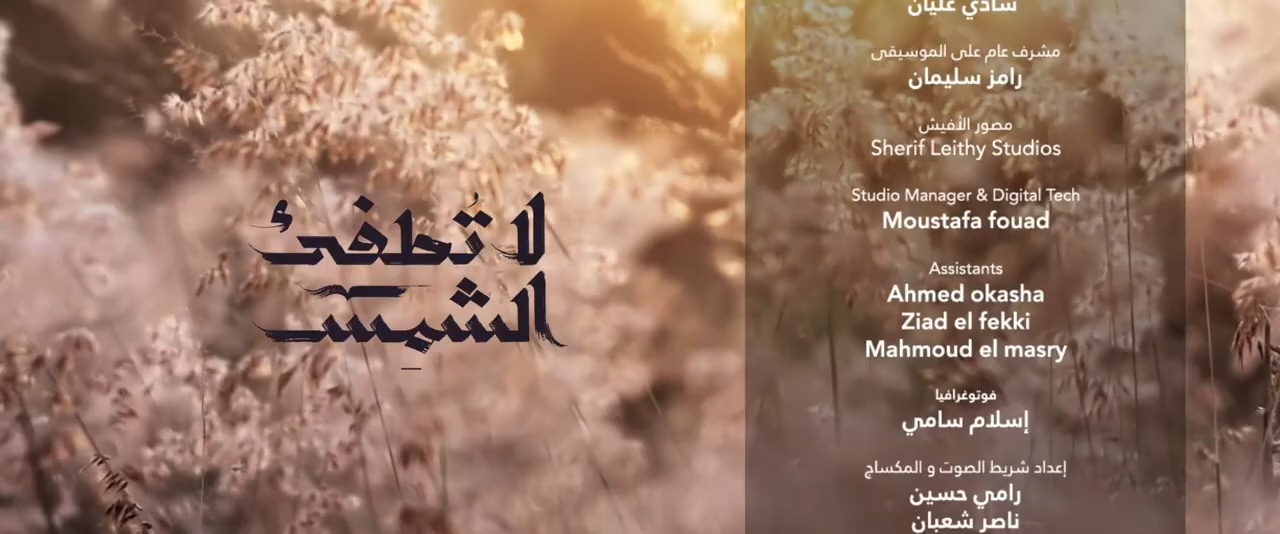 لا تُطفئ
الشمس
شادي عليان
مشرف عام على الموسيقى
رامز سليمان
مصور الأفيش
Sherif Leithy Studios
Studio Manager & Digital Tech
Moustafa fouad
Assistants
Ahmed okasha
Ziad el fekki
Mahmoud el masry
فوتوغرافيا
إسلام سامي
إعداد شريط الصوت و المكساج
رامي حسين
ناصر شعبان